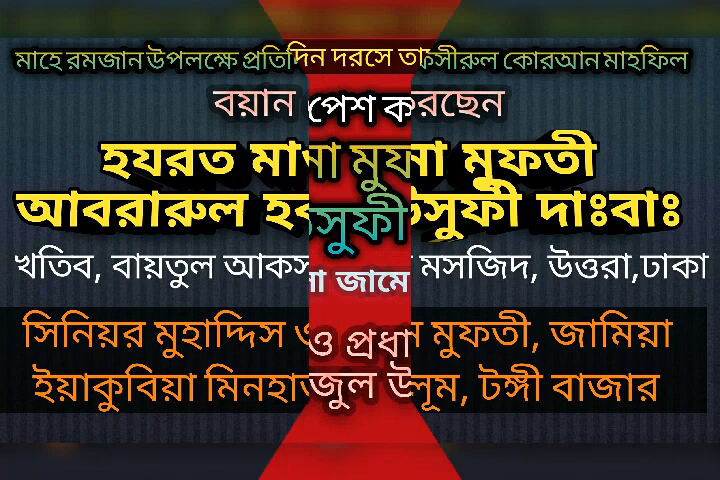 মাহে রমজান উপলক্ষে প্রতিদিন দরসে তাফসীরুল কোরআন মাহফিল
বয়ান পেশ করছেন
হযরত মা মুফতী
আবরারুল হক সুফী দাঃবাঃ
খতিব, বায়তুল আকসা জামে মসজিদ, উত্তরা,ঢাকা
সিনিয়র মুহাদ্দিস ও প্রধান মুফতী, জামিয়া
ইয়াকুবিয়া মিনহাজুল উলূম, টঙ্গী বাজার